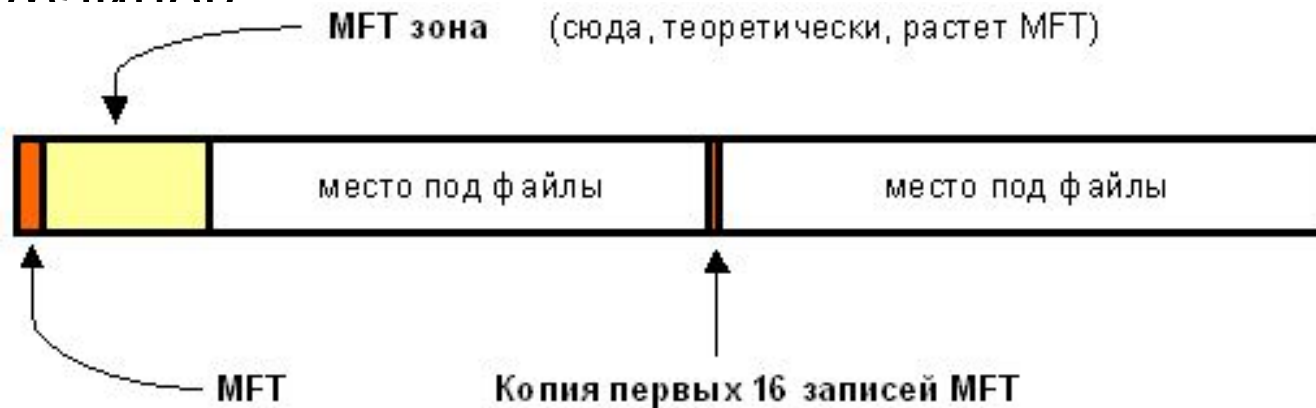 MFT зона (сюда, теоретически, растет MFT)
место под файлы место под файлы
MFT Копия первых 16 записей MFT